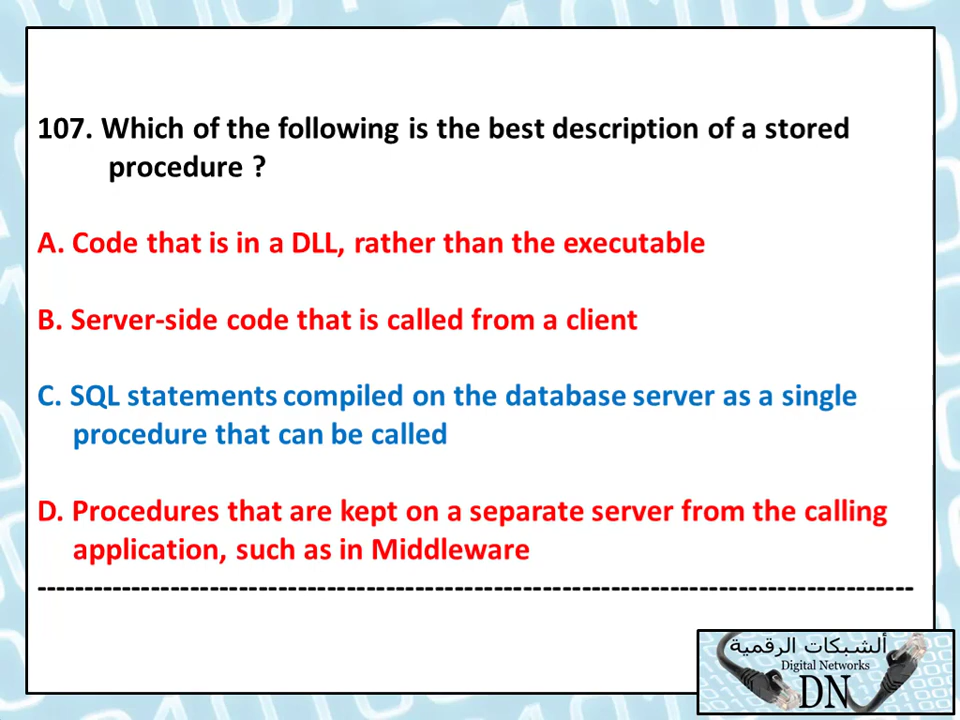 107. Which of the following is the best description of a stored
procedure ?
A. Code that is in a DLL, rather than the executable
B. Server-side code that is called from a client
C. SQL statements compiled on the database server as a single
procedure that can be called
D. Procedures that are kept on a separate server from the calling
application, such as in Middleware
---------------------------------------------------------------------------------------------
ألشبكات الرقمية
Digital Networks
DN